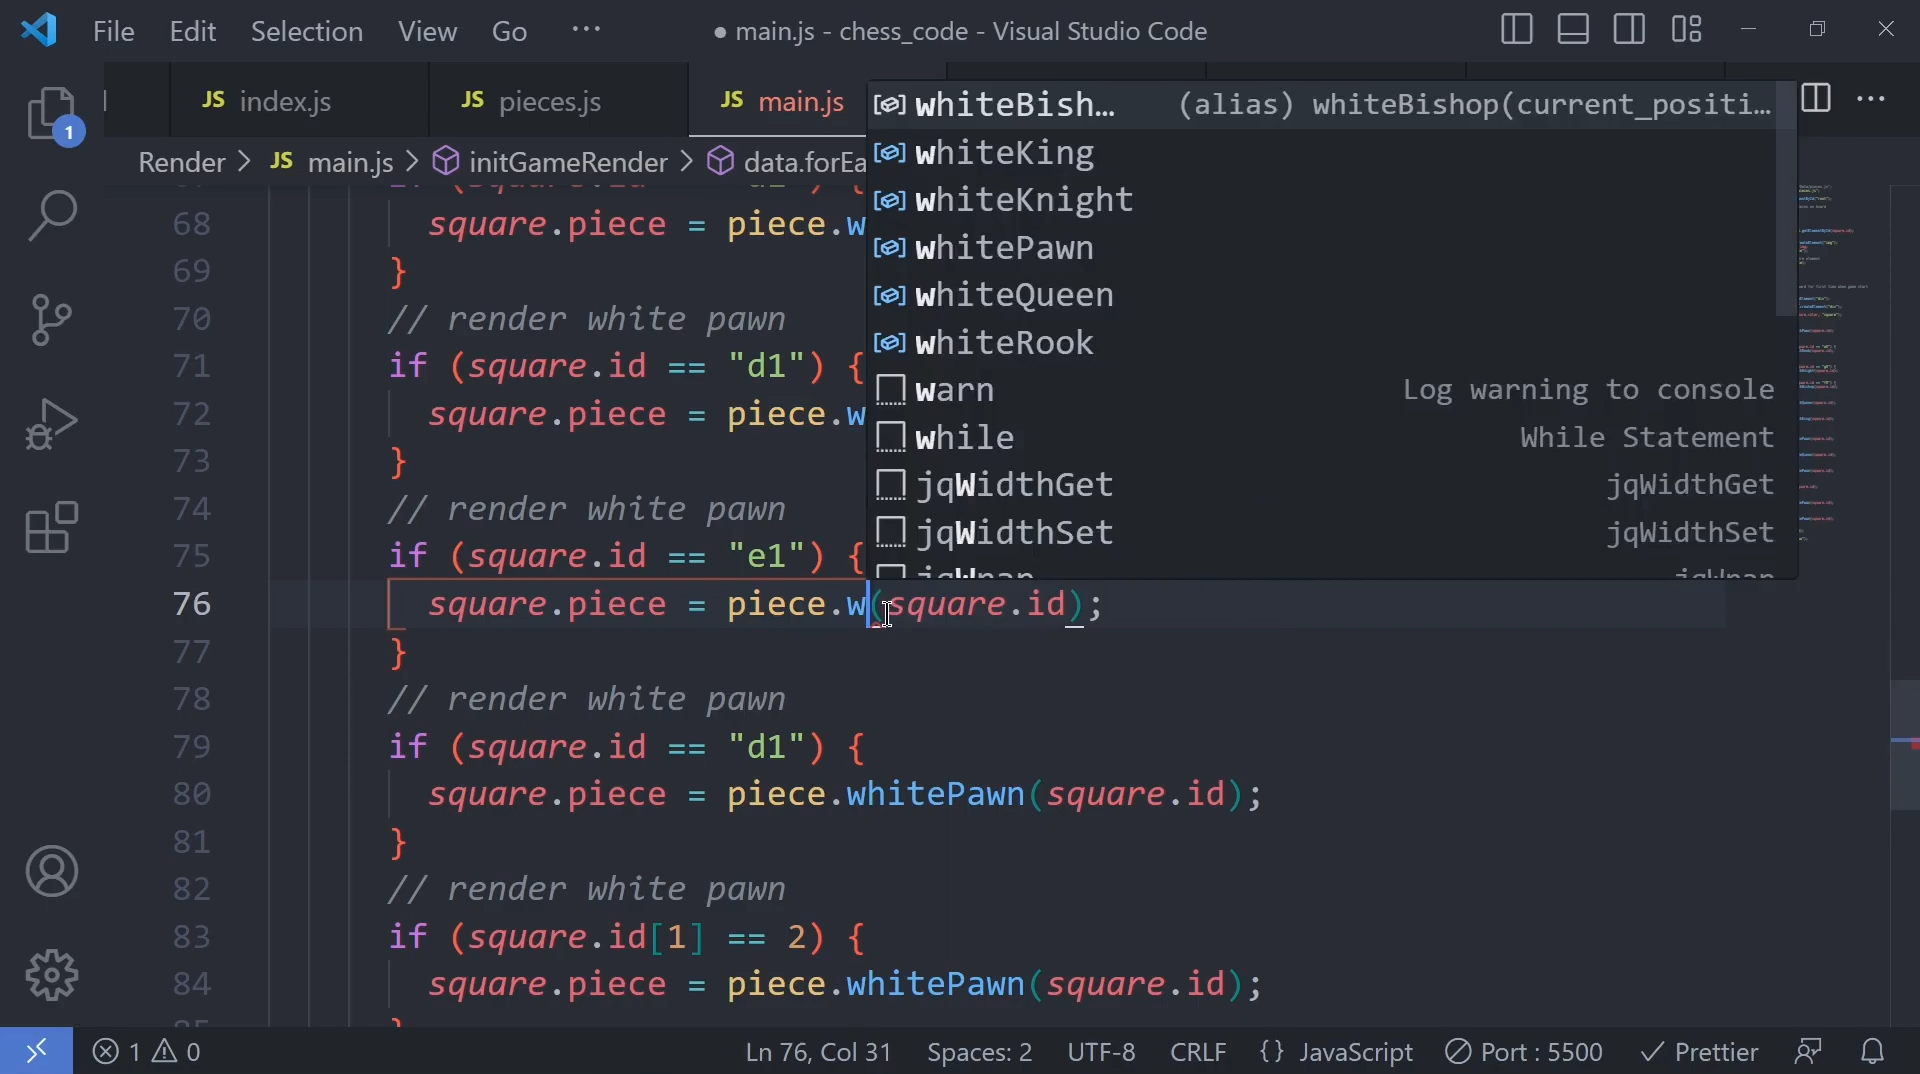 File Edit Selection View Go ···
● main.js - chess_code - Visual Studio Code
JS index.js JS pieces.js JS main.js
Render > JS main.js > initGameRender > data.forEa
whiteBish… (alias) whiteBishop(current_positi…
whiteKing
whiteKnight
whitePawn
whiteQueen
whiteRook
warn Log warning to console
while While Statement
jqWidthGet jqWidthGet
jqWidthSet jqWidthSet
68 square.piece = piece.w
69 }
70 // render white pawn
71 if (square.id == "d1") {
72 square.piece = piece.w
73 }
74 // render white pawn
75 if (square.id == "e1") {
76 square.piece = piece.w(square.id);
77 }
78 // render white pawn
79 if (square.id == "d1") {
80 square.piece = piece.whitePawn(square.id);
81 }
82 // render white pawn
83 if (square.id[1] == 2) {
84 square.piece = piece.whitePawn(square.id);
1
1 0 Ln 76, Col 31 Spaces: 2 UTF-8 CRLF {} JavaScript Port : 5500 Prettier